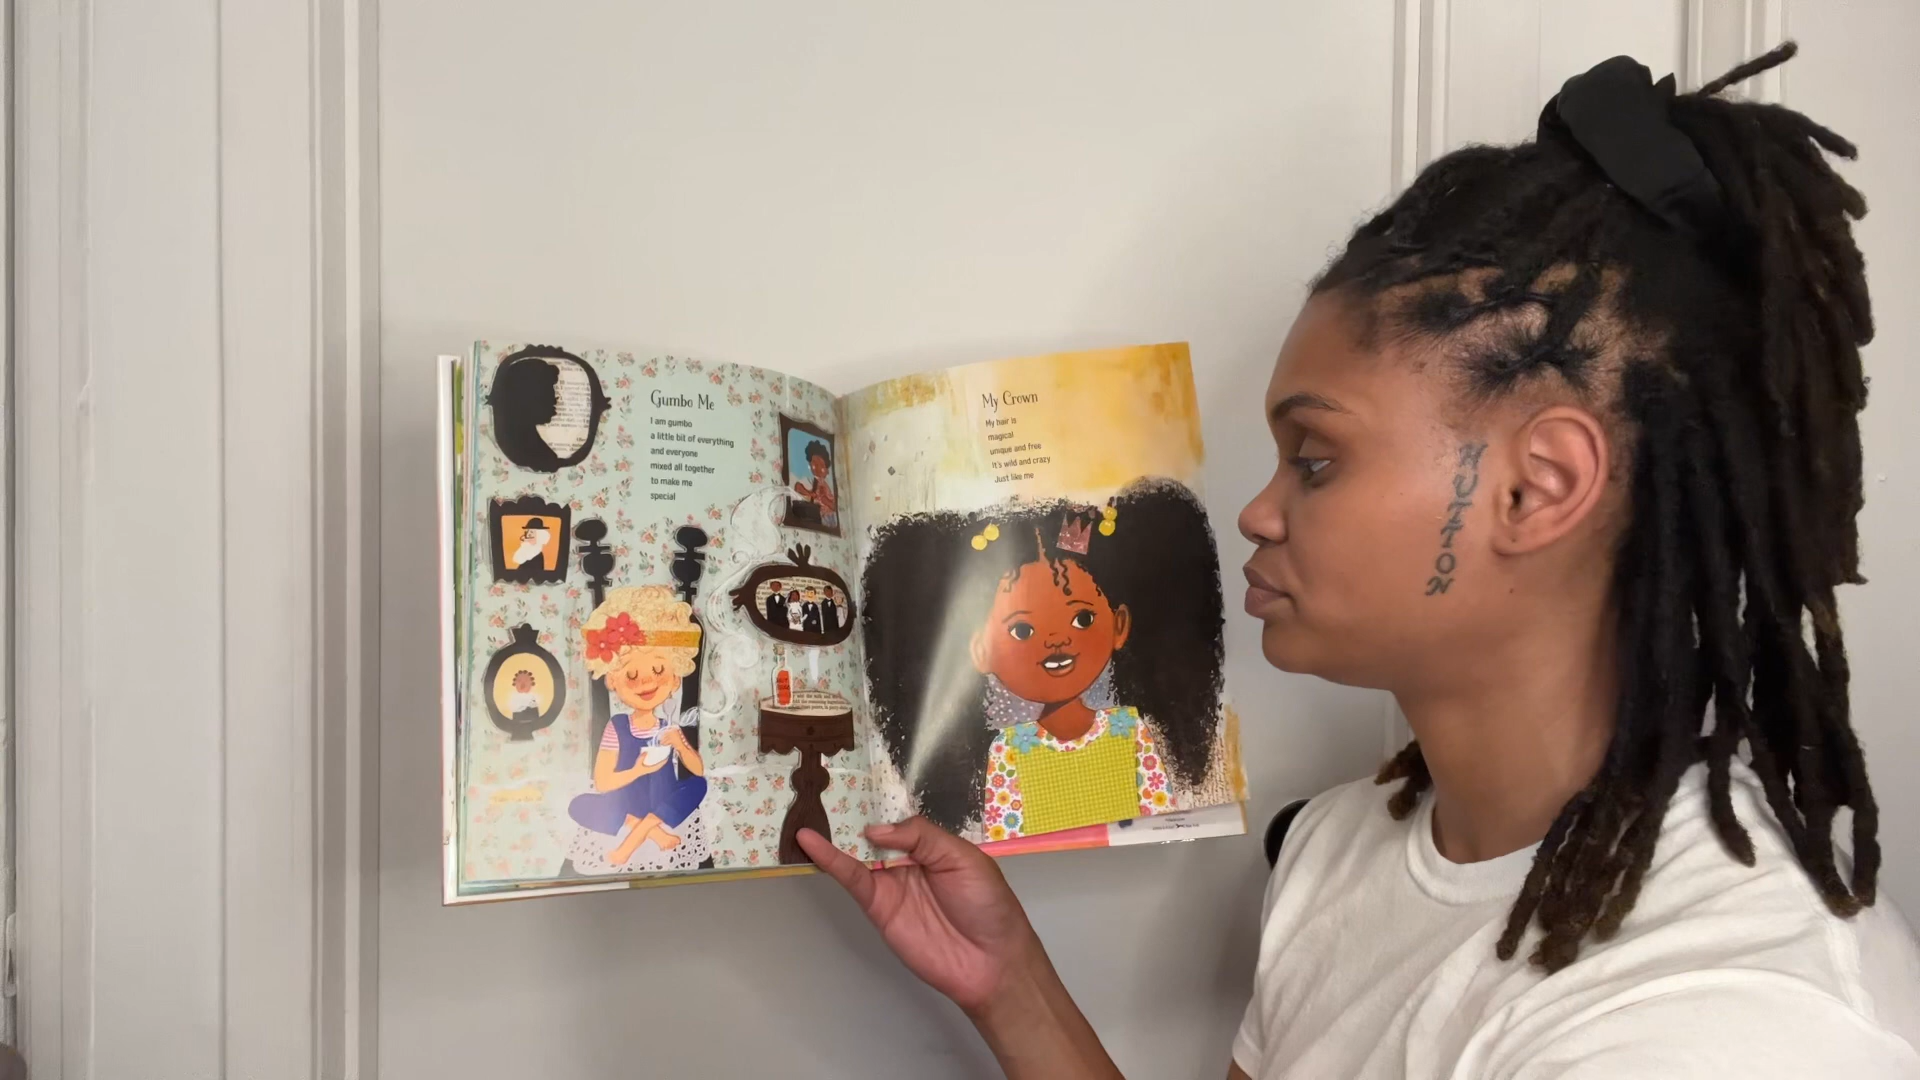 Gumbo Me
I am gumbo
a little bit of everything
and everyone
mixed all together
to make me
special
My Crown
My hair is
magical
unique and free
It's wild and crazy
Just like me
HUTTON